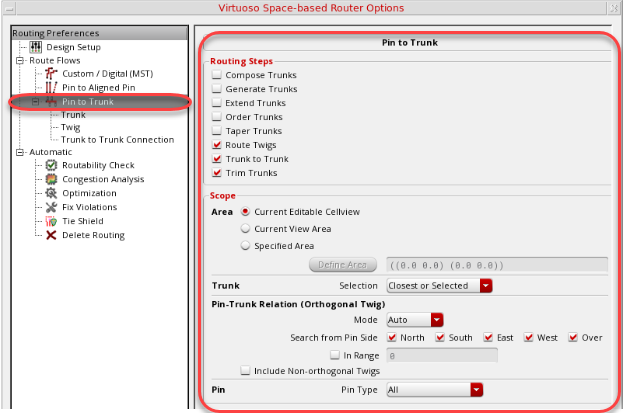 Virtuoso Space-based Router Options
Routing Preferences
Design Setup
Route Flows
Custom / Digital (MST)
Pin to Aligned Pin
Pin to Trunk
Trunk
Twig
Trunk to Trunk Connection
Automatic
Routability Check
Congestion Analysis
Optimization
Fix Violations
Tie Shield
Delete Routing
Pin to Trunk
Routing Steps
Compose Trunks
Generate Trunks
Extend Trunks
Order Trunks
Taper Trunks
Route Twigs
Trunk to Trunk
Trim Trunks
Scope
Area Current Editable Cellview
Current View Area
Specified Area
Define Area ((0.0 0.0) (0.0 0.0))
Trunk Selection Closest or Selected
Pin-Trunk Relation (Orthogonal Twig)
Mode Auto
Search from Pin Side North South East West Over
In Range 0
Include Non-orthogonal Twigs
Pin Pin Type All